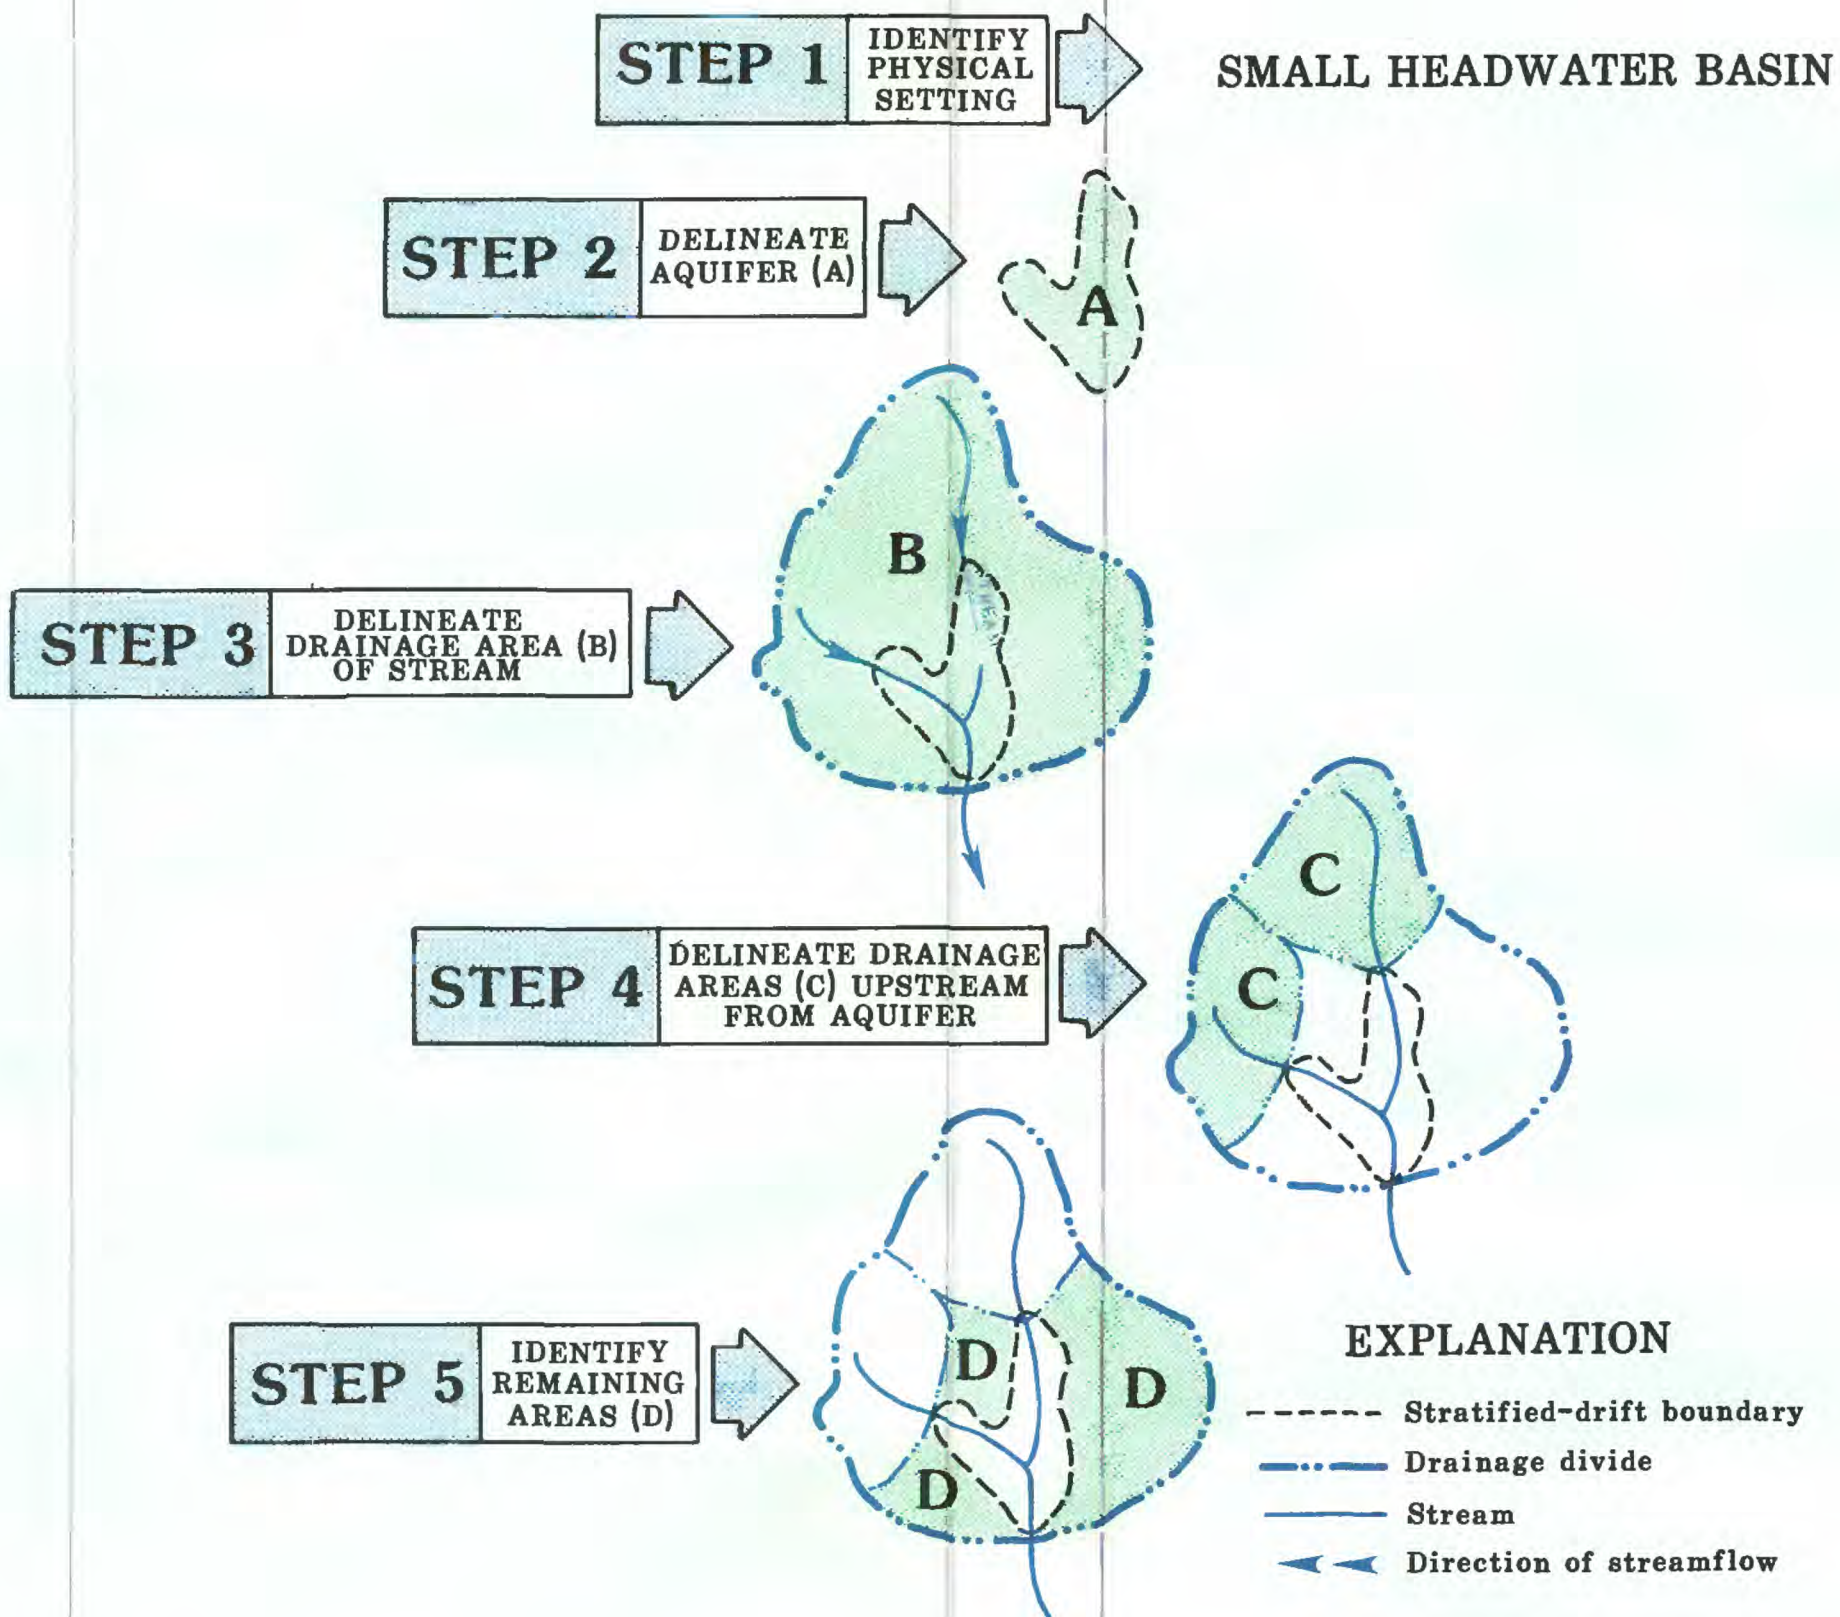 STEP 1
IDENTIFY
PHYSICAL
SETTING
SMALL HEADWATER BASIN
STEP 2
DELINEATE
AQUIFER (A)
A
STEP 3
DELINEATE
DRAINAGE AREA (B)
OF STREAM
B
STEP 4
DELINEATE DRAINAGE
AREAS (C) UPSTREAM
FROM AQUIFER
C
C
STEP 5
IDENTIFY
REMAINING
AREAS (D)
D
D
D
EXPLANATION
Stratified-drift boundary
Drainage divide
Stream
Direction of streamflow